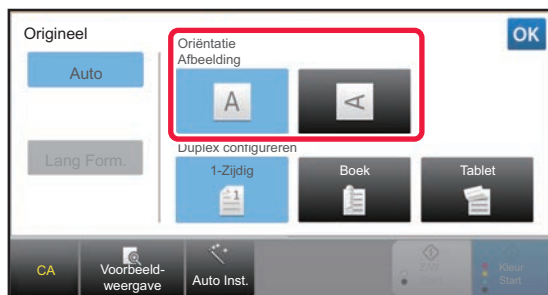 Origineel
OK
Oriëntatie
Afbeelding
Auto
A
A
Duplex configureren
Lang Form.
1-Zijdig
Boek
Tablet
1
CA
Voorbeeld-
weergave
Auto Inst.
Kleur
Start